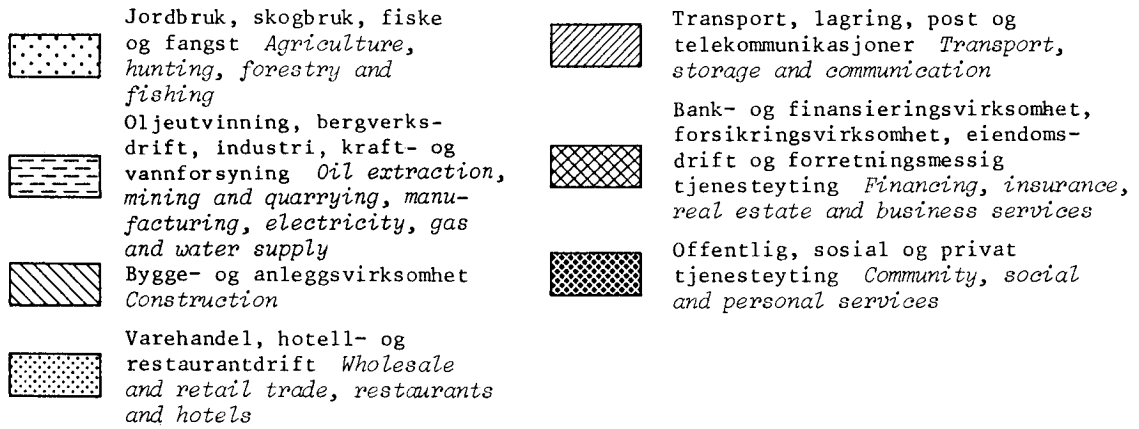 Jordbruk, skogbruk, fiske
og fangst Agriculture,
hunting, forestry and
fishing
Oljeutvinning, bergverks-
drift, industri, kraft- og
vannforsyning Oil extraction,
mining and quarrying, manu-
facturing, electricity, gas
and water supply
Bygge- og anleggsvirksomhet
Construction
Varehandel, hotell- og
restaurantdrift Wholesale
and retail trade, restaurants
and hotels
Transport, lagring, post og
telekommunikasjoner Transport,
storage and communication
Bank- og finansieringsvirksomhet,
forsikringsvirksomhet, eiendoms-
drift og forretningsmessig
tjenesteyting Financing, insurance,
real estate and business services
Offentlig, sosial og privat
tjenesteyting Community, social
and personal services